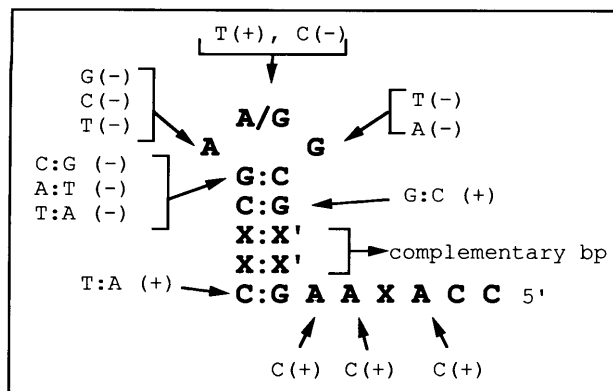 T(+), C(-)
G(-)
C(-)
T(-)
A/G
T(-)
A(-)
A
G
C:G (-)
A:T (-)
T:A (-)
G:C
C:G
G:C (+)
X:X'
X:X'
complementary bp
T:A (+)
C:G A A X A C C 5'
C(+) C(+) C(+)